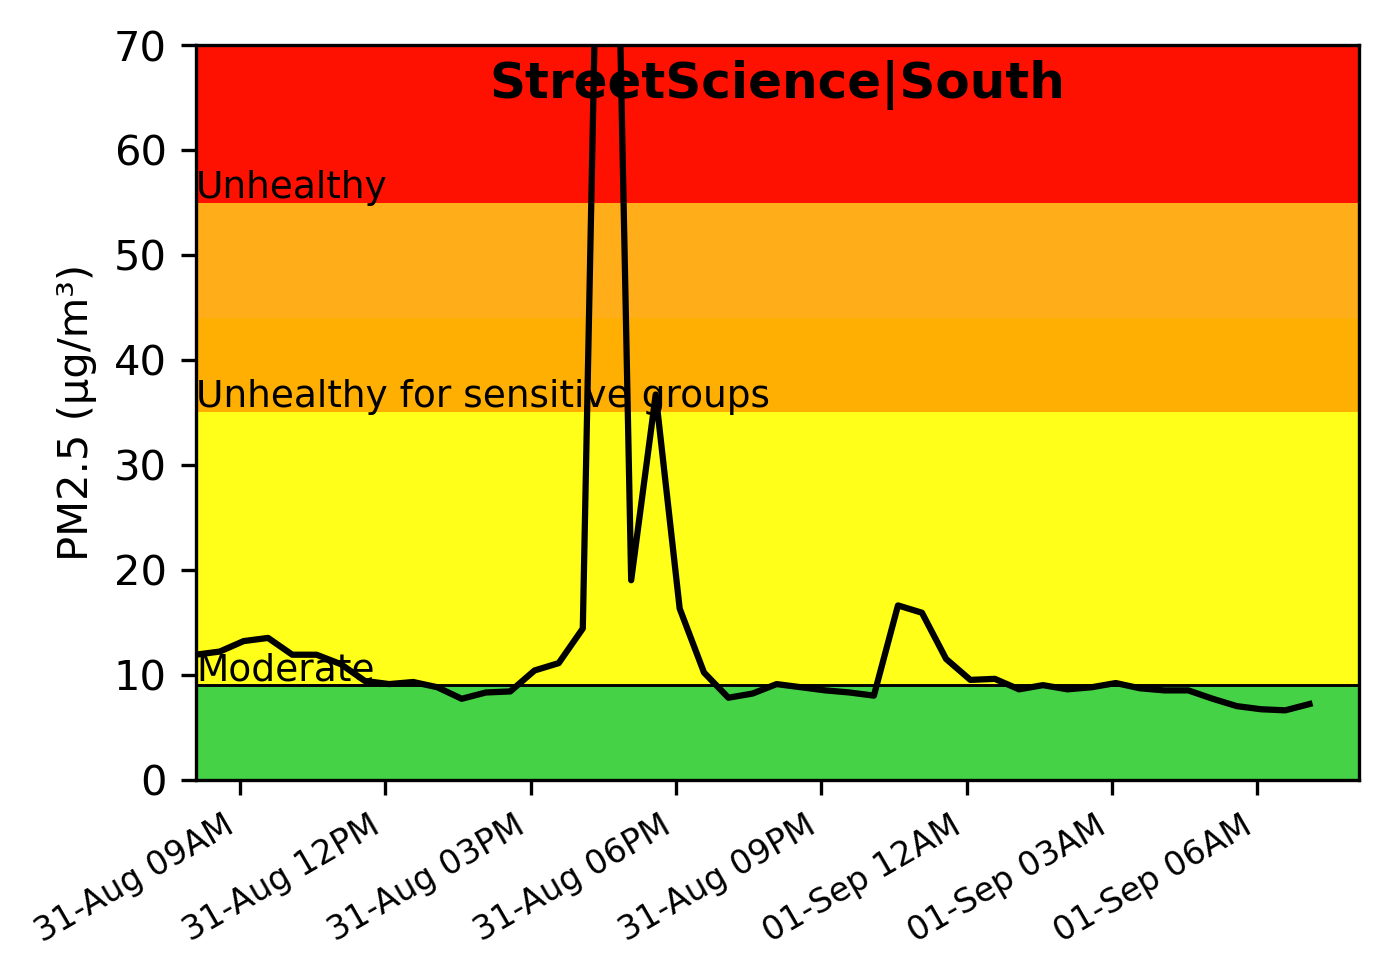 StreetScience|South
PM2.5 (µg/m³)
70
60
50
40
30
20
10
0
Unhealthy
Unhealthy for sensitive groups
Moderate
31-Aug 09AM
31-Aug 12PM
31-Aug 03PM
31-Aug 06PM
31-Aug 09PM
01-Sep 12AM
01-Sep 03AM
01-Sep 06AM